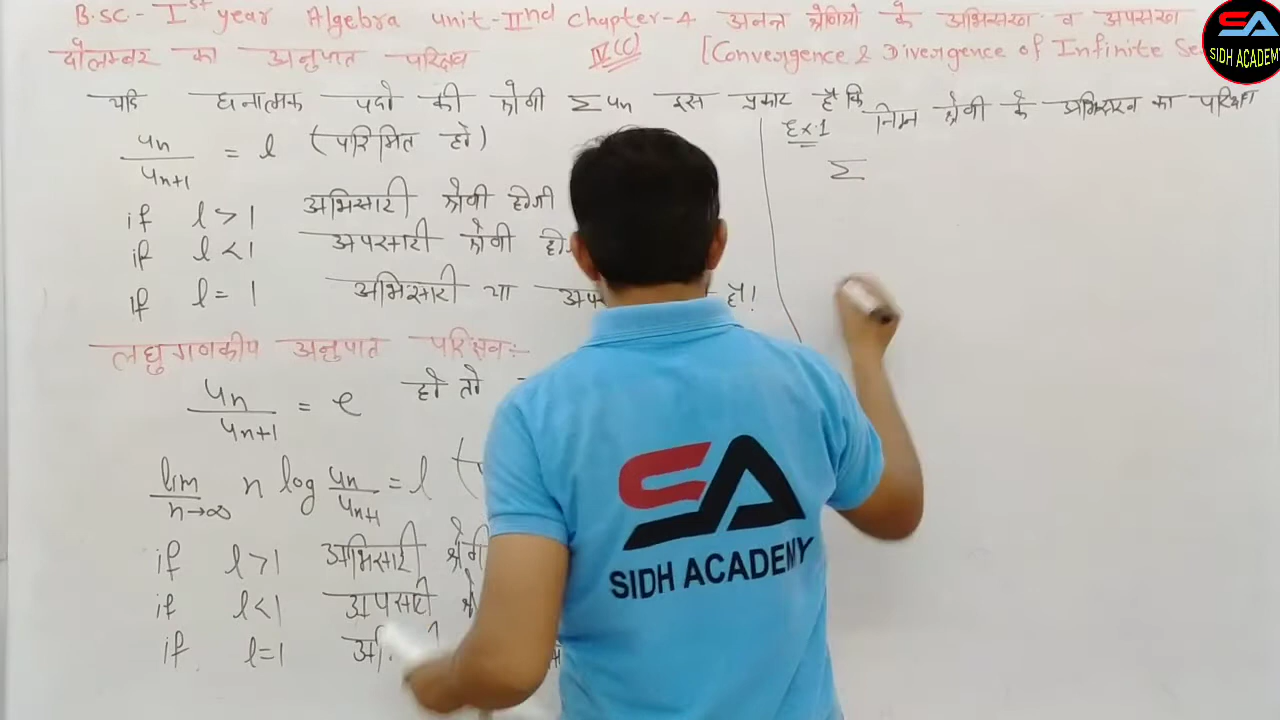 B.sc- Ist year Algebra unit-IInd Chapter-4 अनन्त श्रेणियो के अभिसरण व अपसरण
दोलम्बर का अनुपात परिक्षव IV(C) [Convergence & Divergence of Infinite Se
SA
SIDH ACADEMY
यदि धनात्मक पदो की श्रेणी Σun इस प्रकार है कि
un/un+1 = l (परिमित हो)
if l>1 अभिसारी श्रेणी होगी
if l<1 अपसारी श्रेणी
if l=1 अभिसारी या है!
लघुगणकीय अनुपात परिक्षन:-
un/un+1 = e हो तो
lim n→∞ n log un/un+1 = l
if l>1 अभिसारी श्रेणी
if l<1 अपसारी
if l=1
Ex.1 निम्न श्रेणी के अभिसरण का परिक्षण
Σ
SA
SIDH ACADEMY